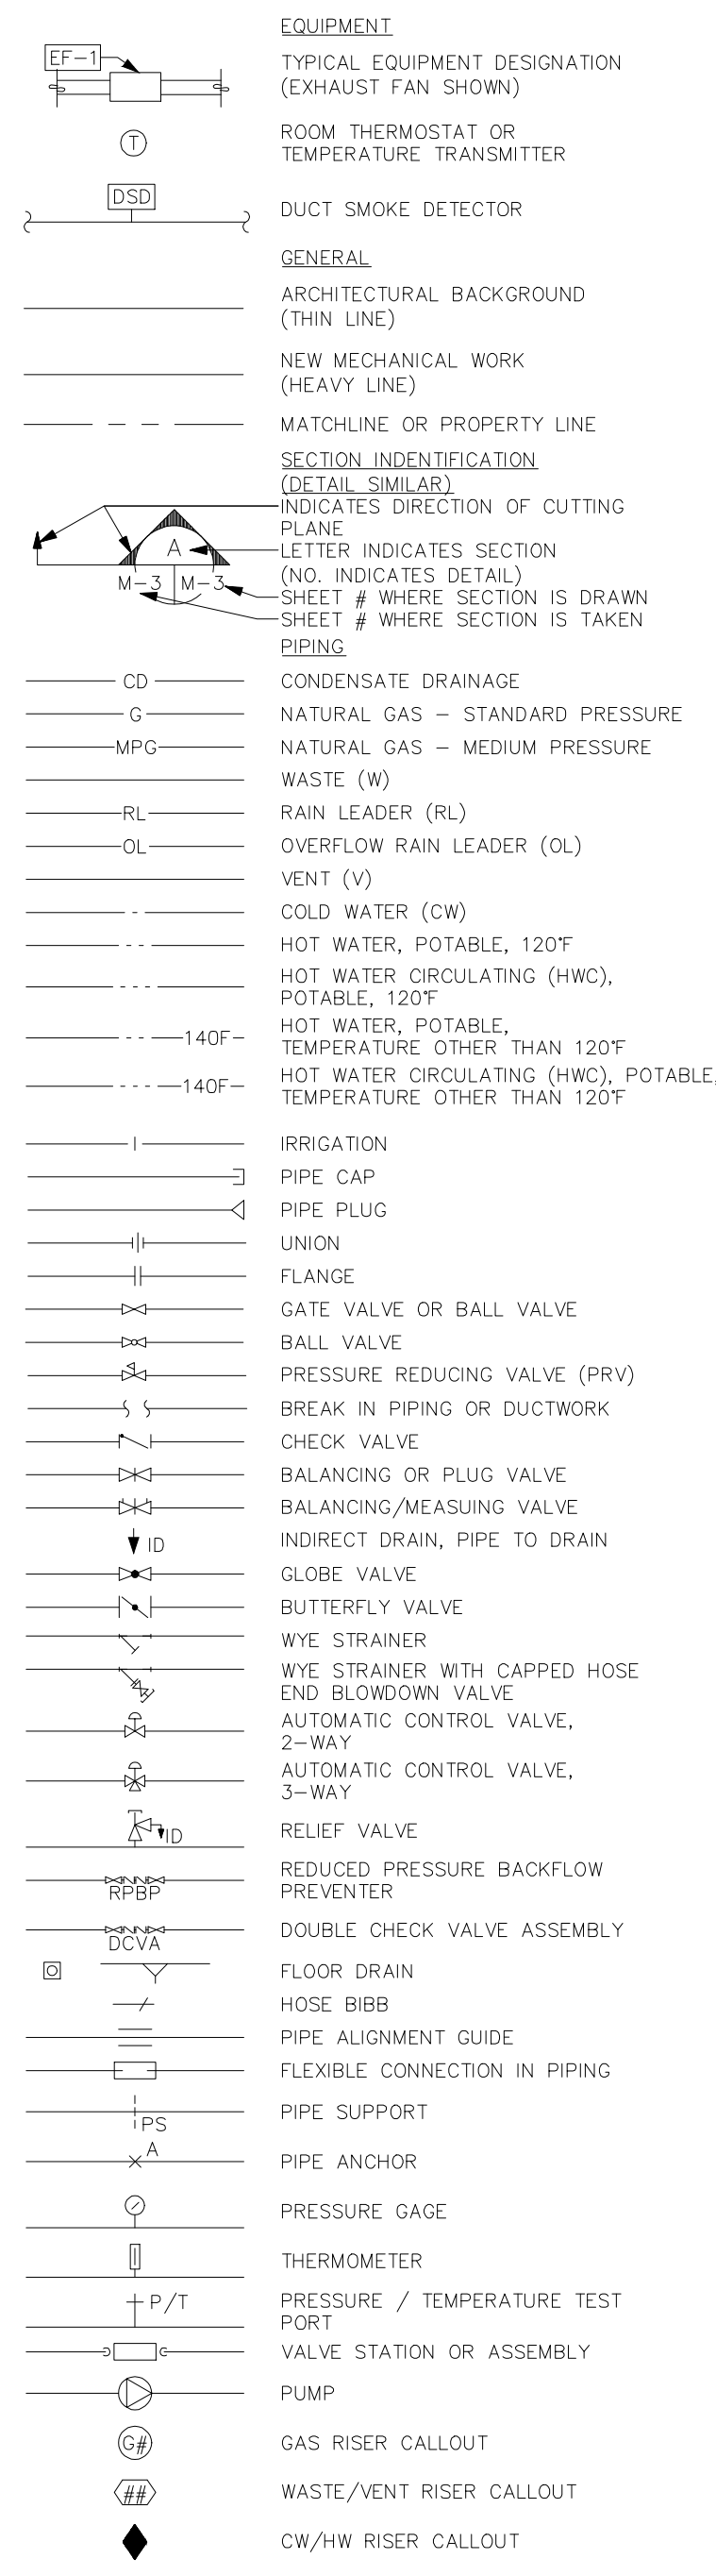 EQUIPMENT
EF-1
TYPICAL EQUIPMENT DESIGNATION
(EXHAUST FAN SHOWN)
T
ROOM THERMOSTAT OR
TEMPERATURE TRANSMITTER
DSD
DUCT SMOKE DETECTOR
GENERAL
ARCHITECTURAL BACKGROUND
(THIN LINE)
NEW MECHANICAL WORK
(HEAVY LINE)
MATCHLINE OR PROPERTY LINE
SECTION INDENTIFICATION
(DETAIL SIMILAR)
INDICATES DIRECTION OF CUTTING
PLANE
A
LETTER INDICATES SECTION
(NO. INDICATES DETAIL)
M-3 M-3
SHEET # WHERE SECTION IS DRAWN
SHEET # WHERE SECTION IS TAKEN
PIPING
CD CONDENSATE DRAINAGE
G NATURAL GAS - STANDARD PRESSURE
MPG NATURAL GAS - MEDIUM PRESSURE
WASTE (W)
RL RAIN LEADER (RL)
OL OVERFLOW RAIN LEADER (OL)
VENT (V)
COLD WATER (CW)
HOT WATER, POTABLE, 120°F
HOT WATER CIRCULATING (HWC),
POTABLE, 120°F
140F HOT WATER, POTABLE,
TEMPERATURE OTHER THAN 120°F
140F HOT WATER CIRCULATING (HWC), POTABLE,
TEMPERATURE OTHER THAN 120°F
IRRIGATION
PIPE CAP
PIPE PLUG
UNION
FLANGE
GATE VALVE OR BALL VALVE
BALL VALVE
PRESSURE REDUCING VALVE (PRV)
BREAK IN PIPING OR DUCTWORK
CHECK VALVE
BALANCING OR PLUG VALVE
BALANCING/MEASUING VALVE
ID INDIRECT DRAIN, PIPE TO DRAIN
GLOBE VALVE
BUTTERFLY VALVE
WYE STRAINER
WYE STRAINER WITH CAPPED HOSE
END BLOWDOWN VALVE
AUTOMATIC CONTROL VALVE,
2-WAY
AUTOMATIC CONTROL VALVE,
3-WAY
ID RELIEF VALVE
REDUCED PRESSURE BACKFLOW
RPBP PREVENTER
DOUBLE CHECK VALVE ASSEMBLY
DCVA
FLOOR DRAIN
HOSE BIBB
PIPE ALIGNMENT GUIDE
FLEXIBLE CONNECTION IN PIPING
PS PIPE SUPPORT
A PIPE ANCHOR
PRESSURE GAGE
THERMOMETER
P/T PRESSURE / TEMPERATURE TEST
PORT
VALVE STATION OR ASSEMBLY
PUMP
G# GAS RISER CALLOUT
## WASTE/VENT RISER CALLOUT
CW/HW RISER CALLOUT